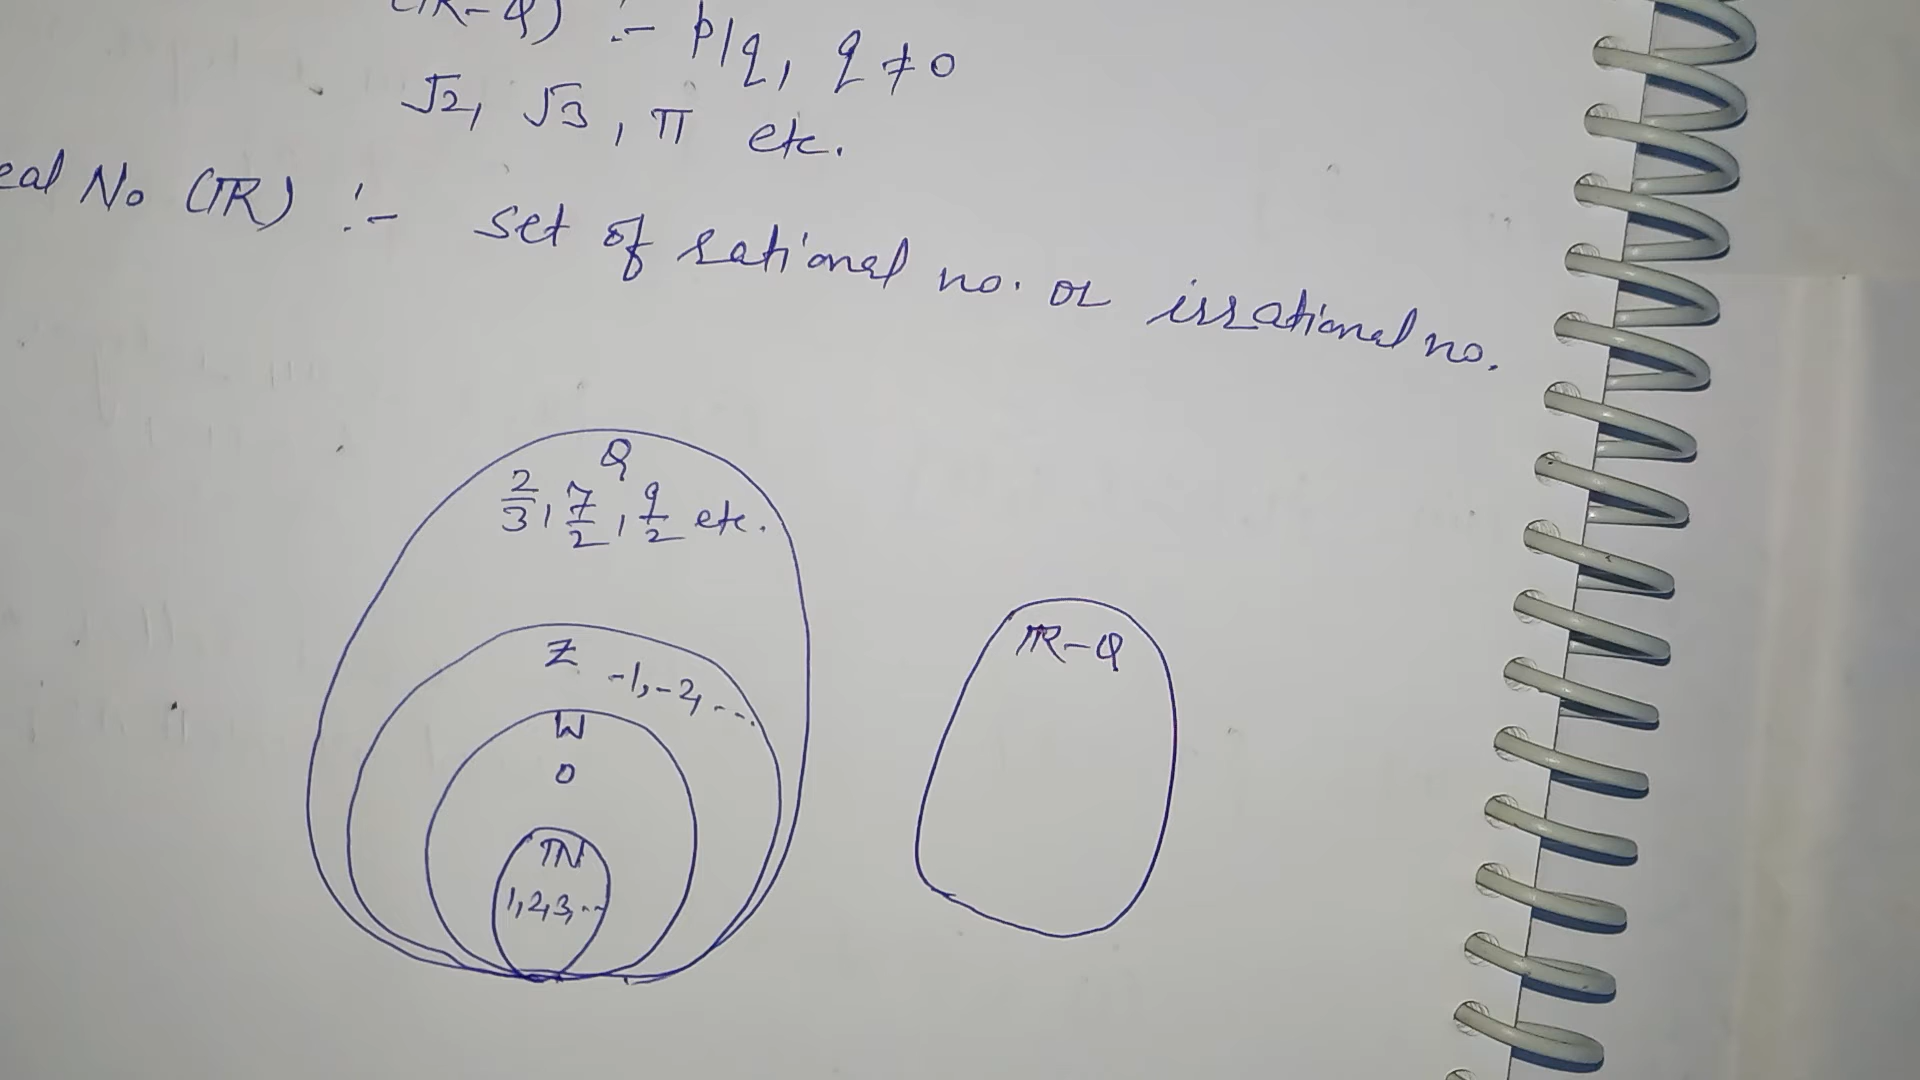 (ℝ-Q) :- p/q, q ≠ 0
√2, √3, π etc.
eal No (ℝ) :- set of rational no. or irrational no.
Q
2/3, 7/2, 9/2 etc.
Z -1, -2, ...
W
0
ℕ
1, 2, 3, ...
ℝ-Q